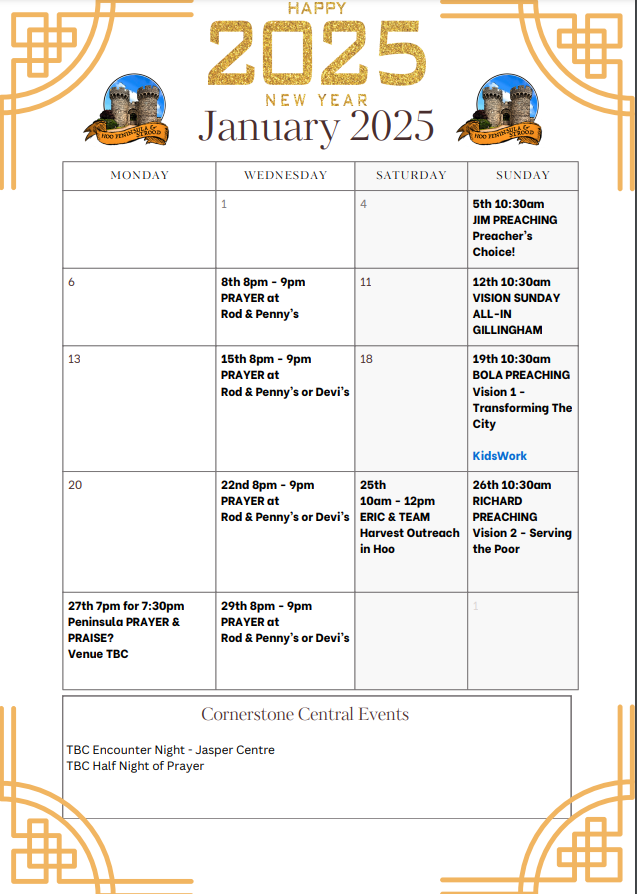 HAPPY
2025
NEW YEAR
HOO PENINSULA &
STROOD
HOO PENINSULA &
STROOD
January 2025
MONDAY WEDNESDAY SATURDAY SUNDAY
1
4
5th 10:30am
JIM PREACHING
Preacher's
Choice!
6
8th 8pm - 9pm
PRAYER at
Rod & Penny's
11
12th 10:30am
VISION SUNDAY
ALL-IN
GILLINGHAM
13
15th 8pm - 9pm
PRAYER at
Rod & Penny's or Devi's
18
19th 10:30am
BOLA PREACHING
Vision 1 -
Transforming The
City
KidsWork
20
22nd 8pm - 9pm
PRAYER at
Rod & Penny's or Devi's
25th
10am - 12pm
ERIC & TEAM
Harvest Outreach
in Hoo
26th 10:30am
RICHARD
PREACHING
Vision 2 - Serving
the Poor
27th 7pm for 7:30pm
Peninsula PRAYER &
PRAISE?
Venue TBC
29th 8pm - 9pm
PRAYER at
Rod & Penny's or Devi's
1
Cornerstone Central Events
TBC Encounter Night - Jasper Centre
TBC Half Night of Prayer